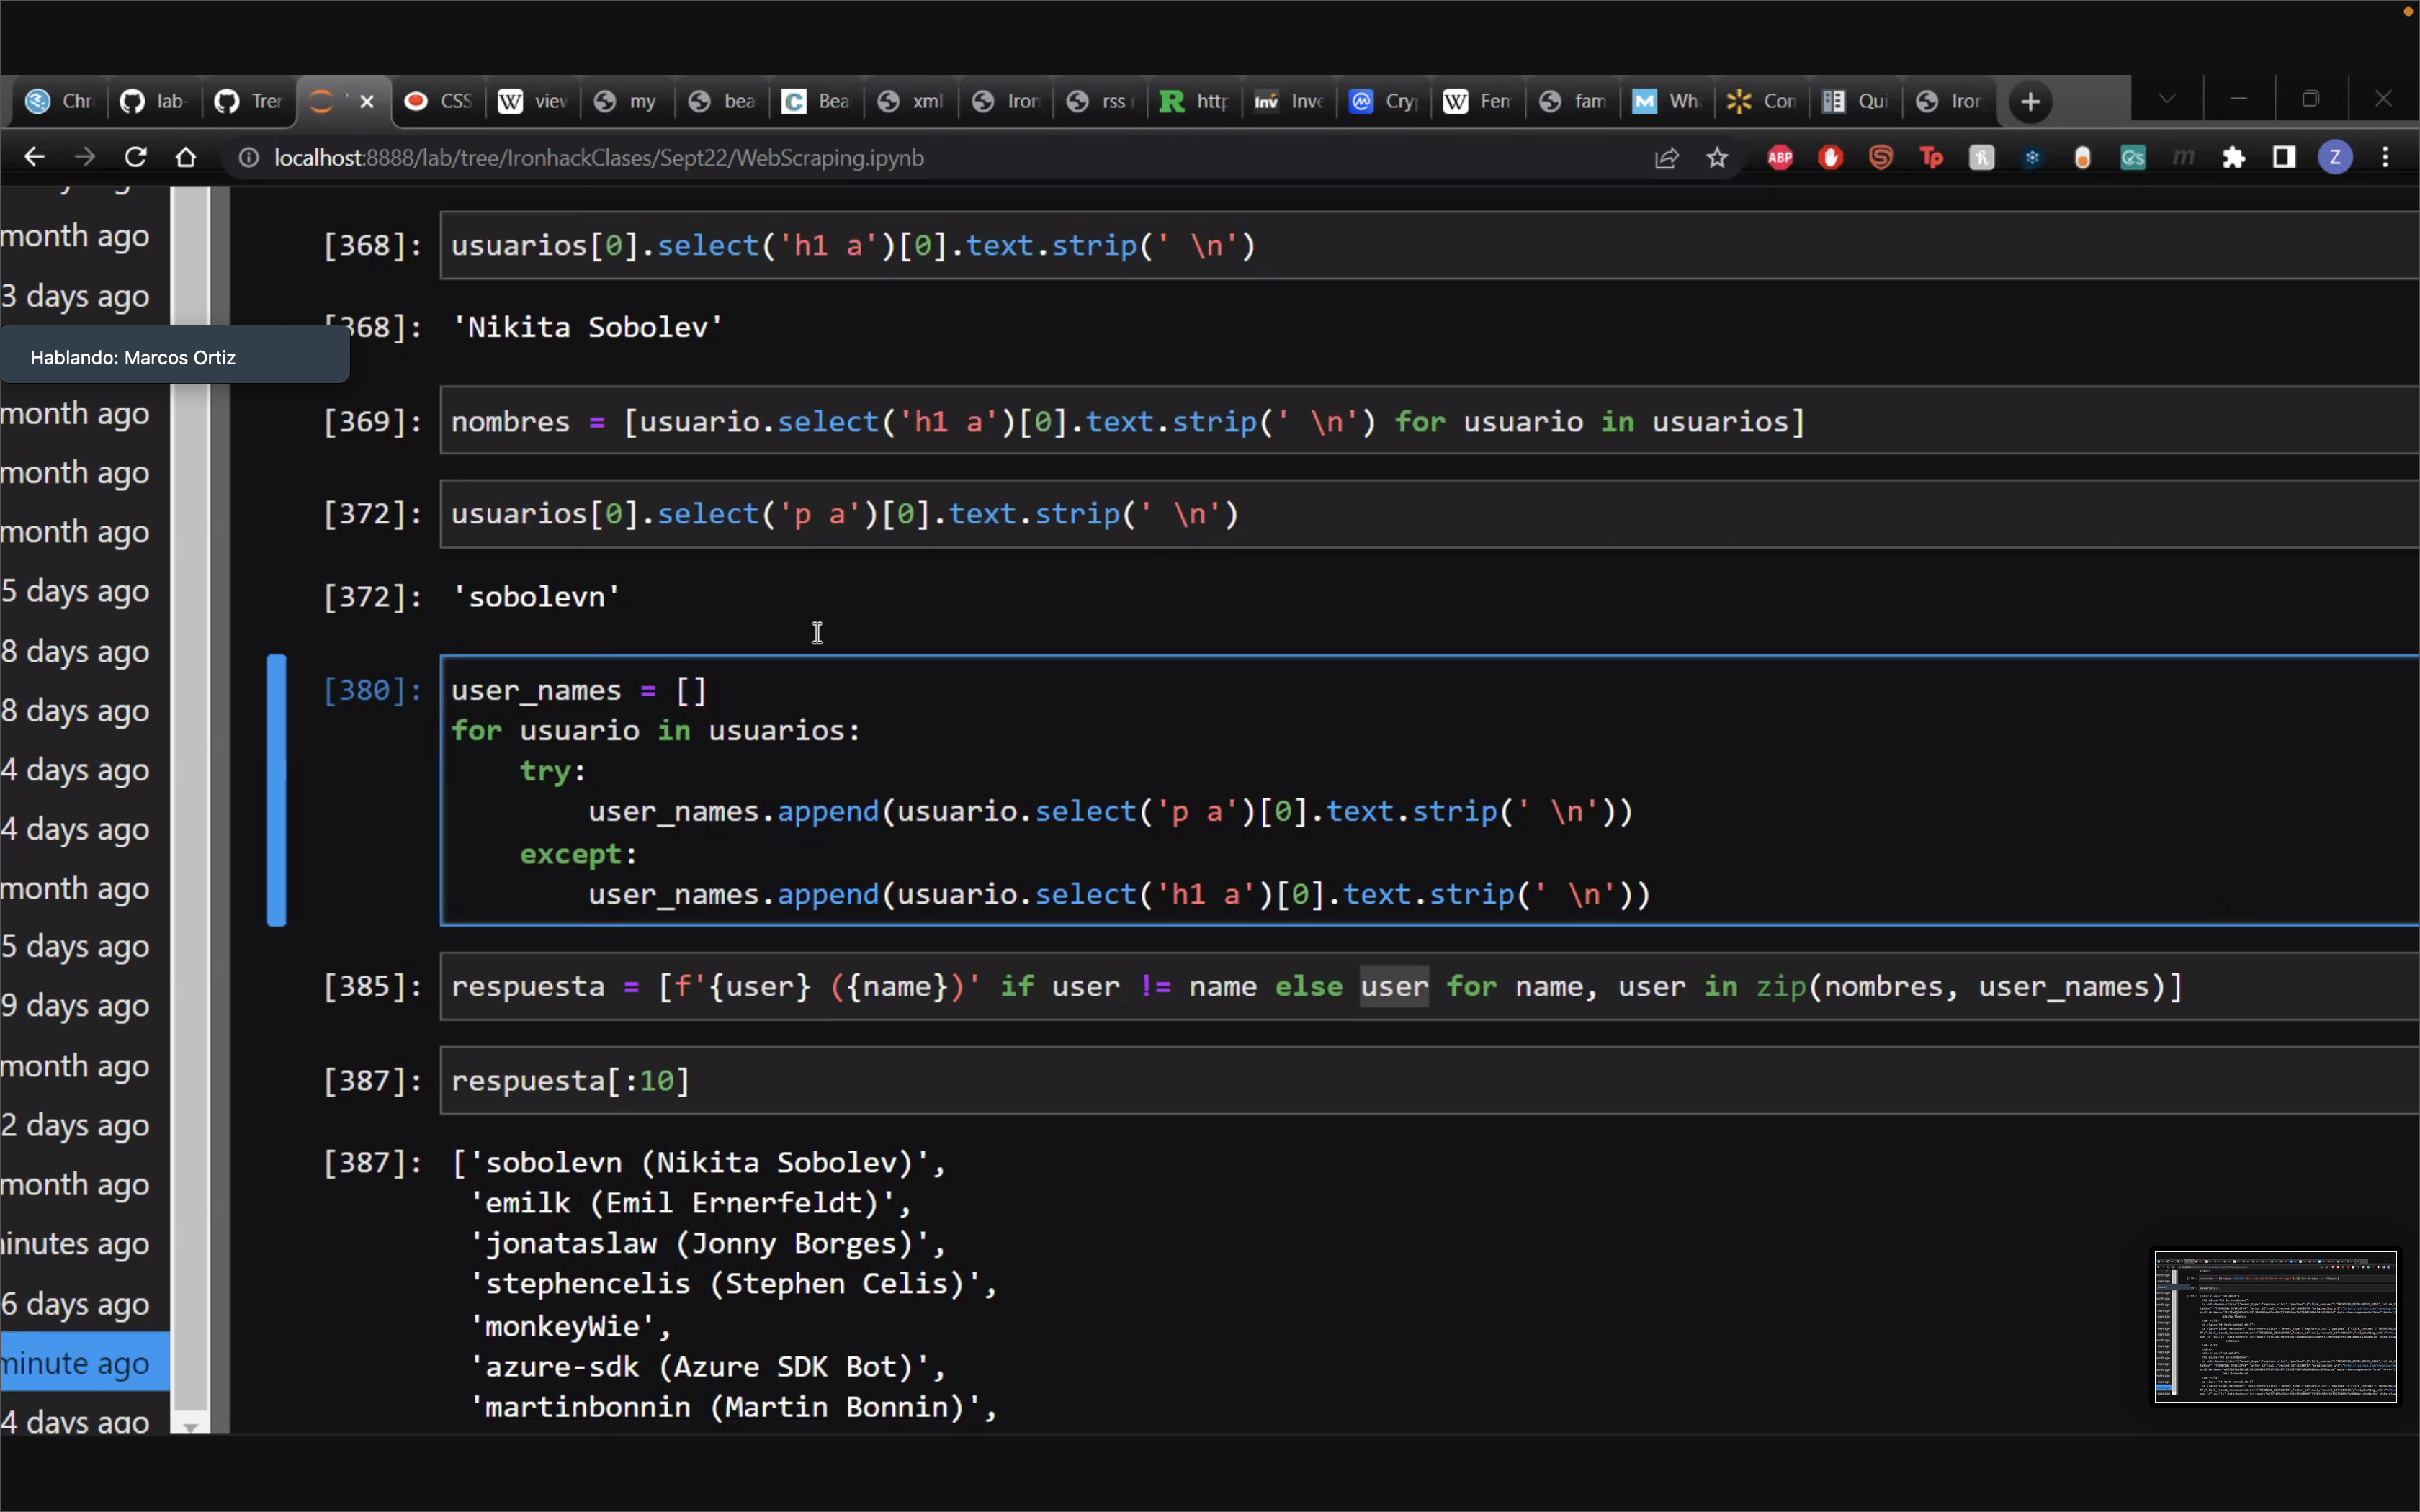 Chr
lab-
Tren
CSS
view
my
bea
Bea
xml
Iron
rss
http
Inve
Cryp
Fem
fam
Wh
Con
Qui
Iron
localhost:8888/lab/tree/IronhackClases/Sept22/WebScraping.ipynb
month ago
3 days ago
Hablando: Marcos Ortiz
month ago
month ago
month ago
5 days ago
8 days ago
8 days ago
4 days ago
4 days ago
month ago
5 days ago
9 days ago
month ago
2 days ago
month ago
inutes ago
6 days ago
minute ago
4 days ago
[368]: usuarios[0].select('h1 a')[0].text.strip(' \n')
368]: 'Nikita Sobolev'
[369]: nombres = [usuario.select('h1 a')[0].text.strip(' \n') for usuario in usuarios]
[372]: usuarios[0].select('p a')[0].text.strip(' \n')
[372]: 'sobolevn'
[380]: user_names = []
for usuario in usuarios:
try:
user_names.append(usuario.select('p a')[0].text.strip(' \n'))
except:
user_names.append(usuario.select('h1 a')[0].text.strip(' \n'))
[385]: respuesta = [f'{user} ({name})' if user != name else user for name, user in zip(nombres, user_names)]
[387]: respuesta[:10]
[387]: ['sobolevn (Nikita Sobolev)',
'emilk (Emil Ernerfeldt)',
'jonataslaw (Jonny Borges)',
'stephencelis (Stephen Celis)',
'monkeyWie',
'azure-sdk (Azure SDK Bot)',
'martinbonnin (Martin Bonnin)',